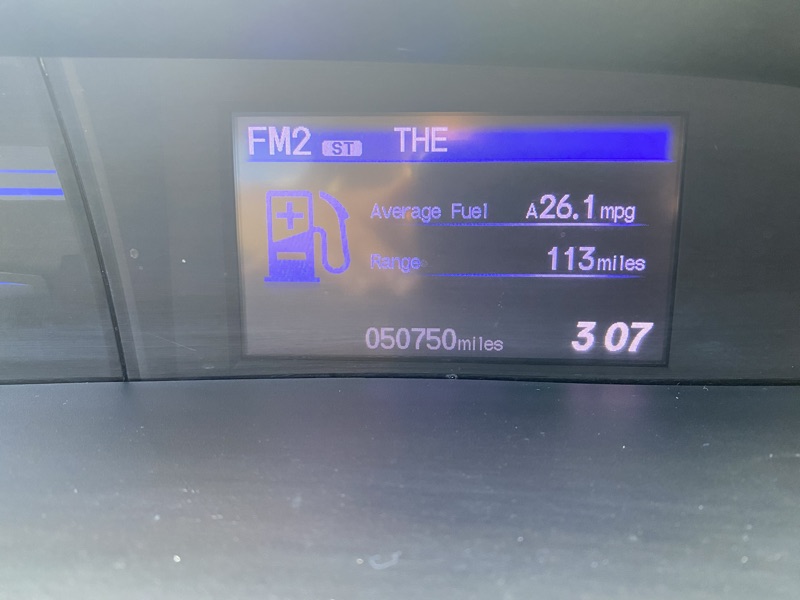 FM2 ST THE
Average Fuel A26.1mpg
Range 113miles
050750miles 3 07